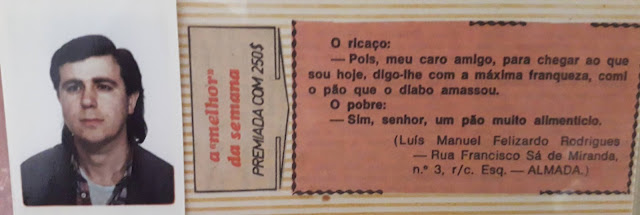 a "melhor"
da semana
PREMIADA COM 250$
O ricaço:
— Pois, meu caro amigo, para chegar ao que
sou hoje, digo-lhe com a máxima franqueza, comi
o pão que o diabo amassou.
O pobre:
— Sim, senhor, um pão muito alimentício.
(Luís Manuel Felizardo Rodrigues
— Rua Francisco Sá de Miranda,
n.º 3, r/c. Esq. — ALMADA.)